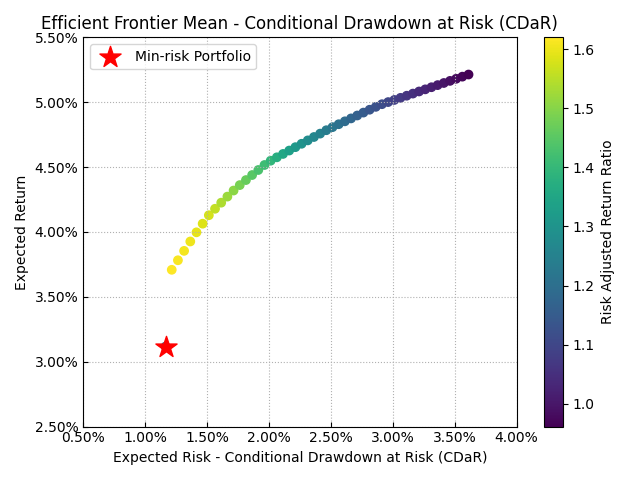 Efficient Frontier Mean - Conditional Drawdown at Risk (CDaR)
Min-risk Portfolio
5.50%
5.00%
4.50%
4.00%
3.50%
3.00%
2.50%
Expected Return
0.50% 1.00% 1.50% 2.00% 2.50% 3.00% 3.50% 4.00%
Expected Risk - Conditional Drawdown at Risk (CDaR)
1.6
1.5
1.4
1.3
1.2
1.1
1.0
Risk Adjusted Return Ratio